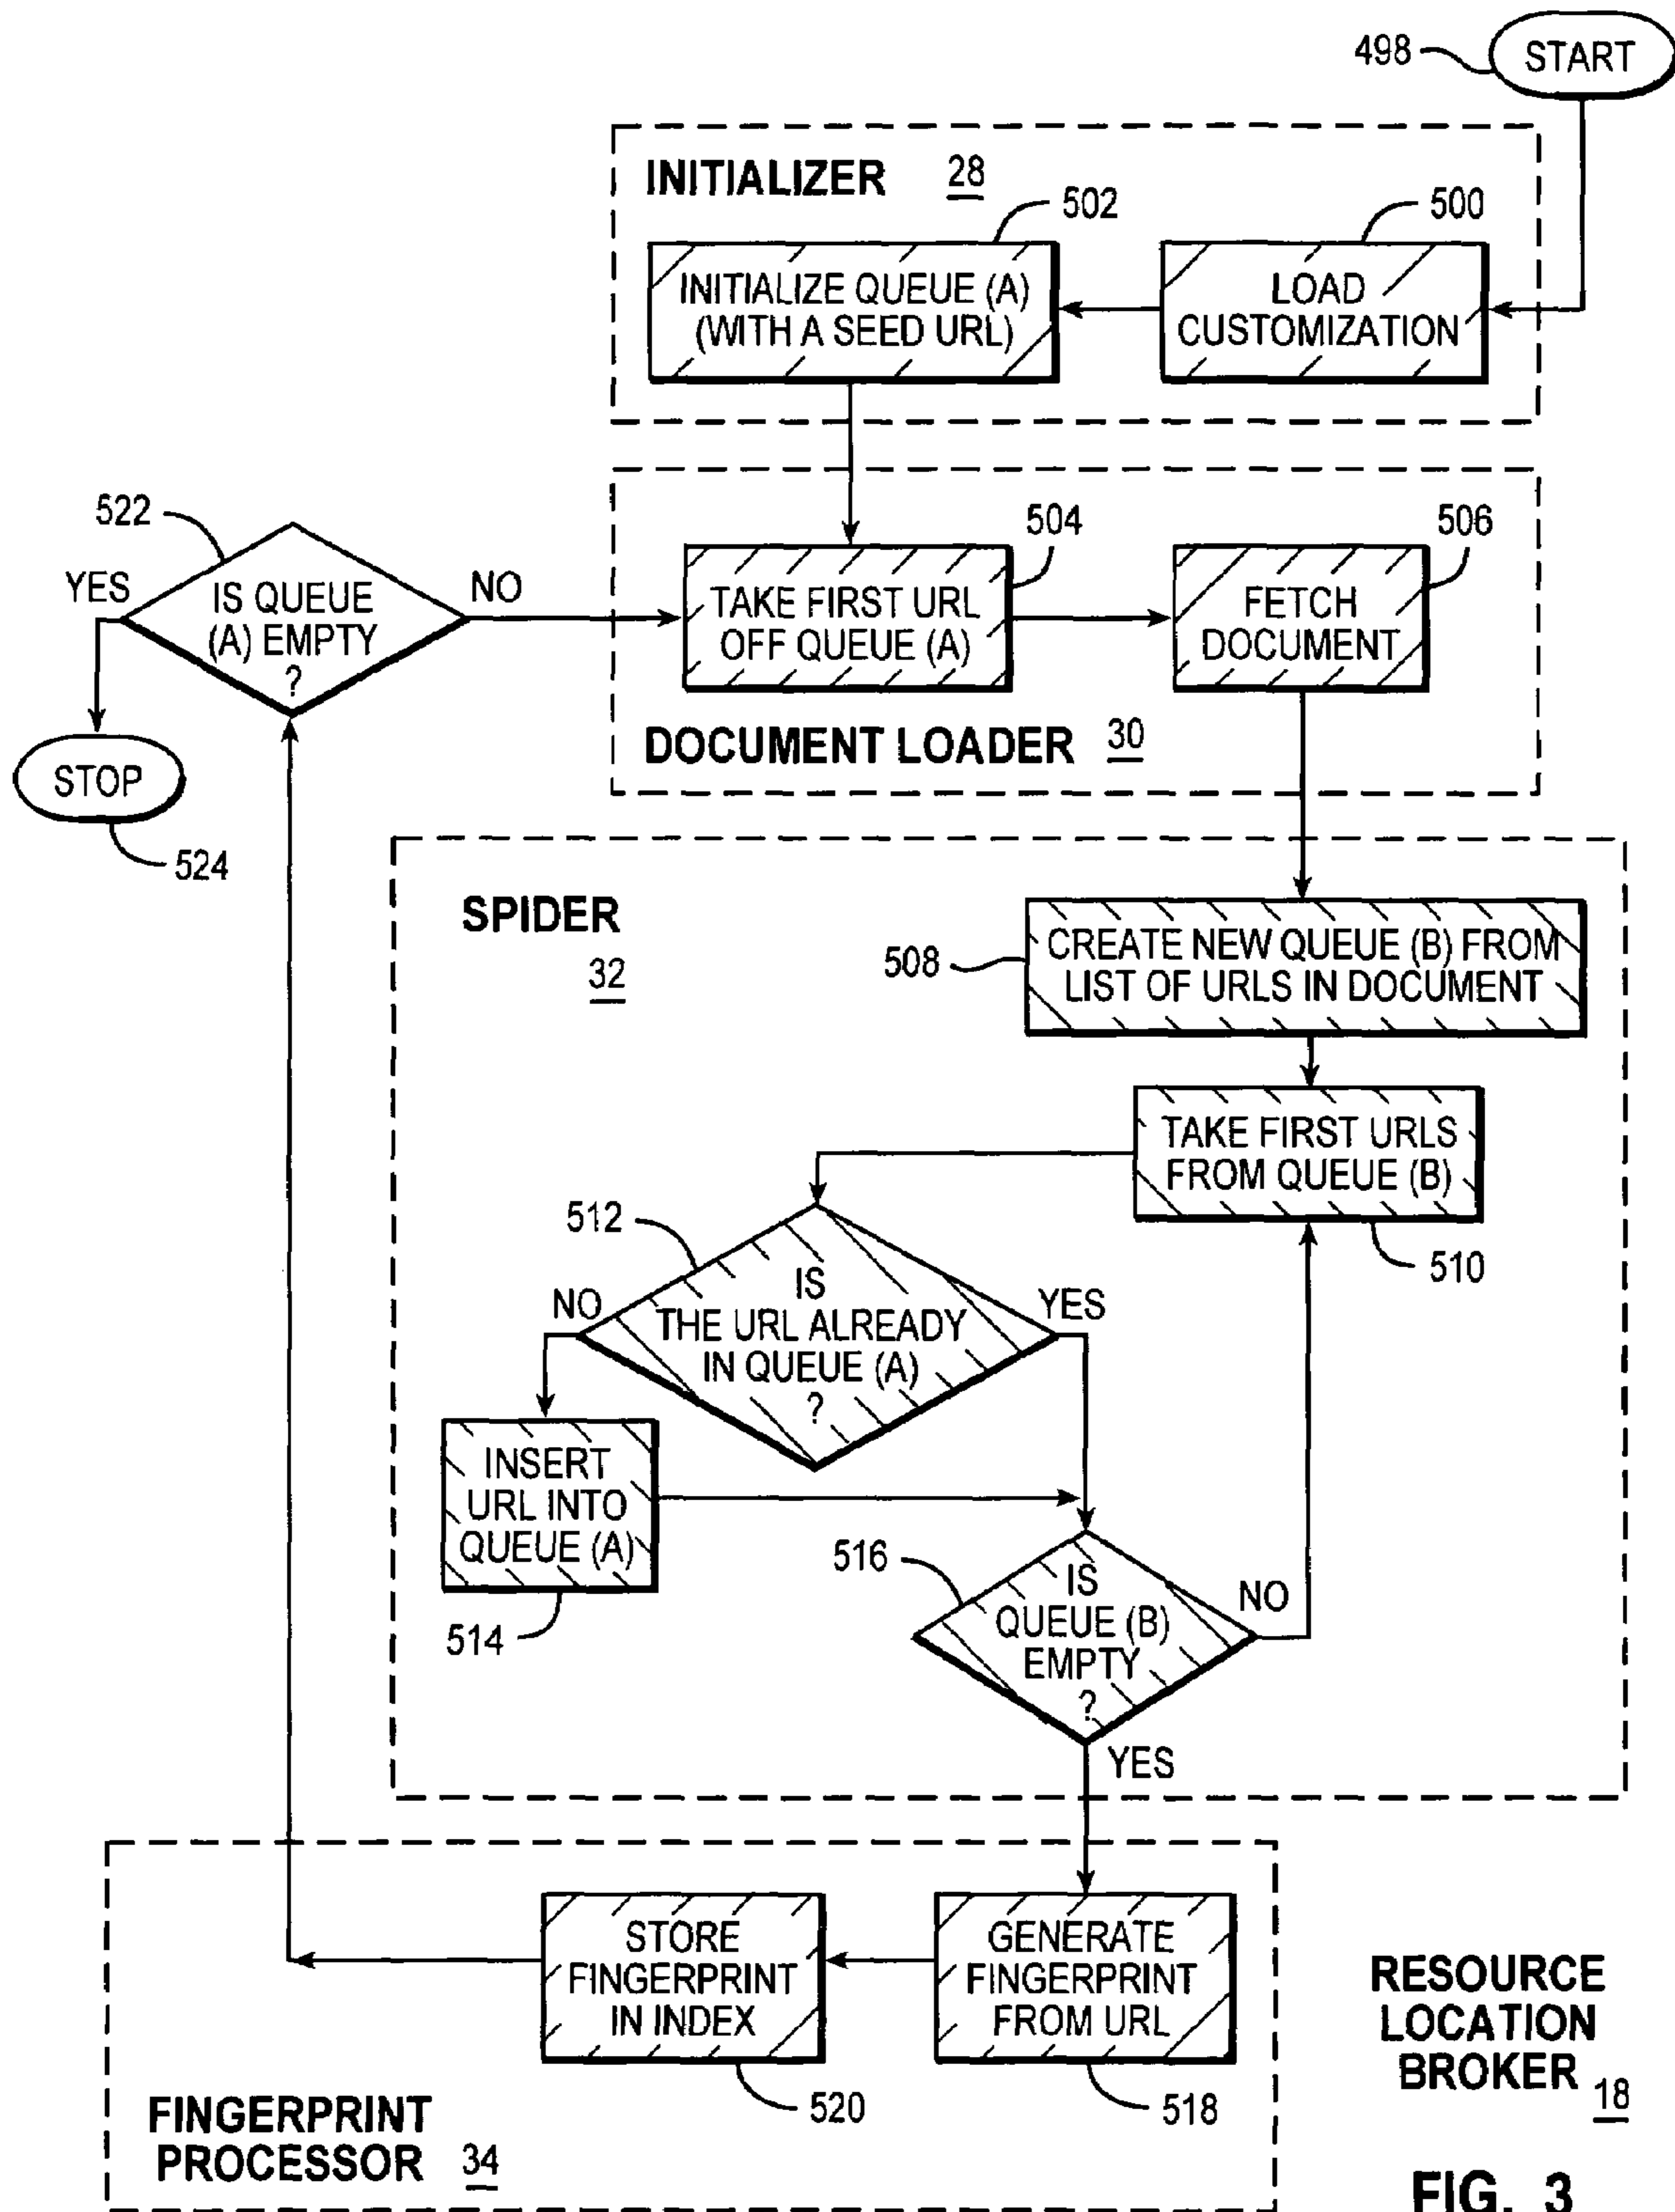 498
START
INITIALIZER
28
502
500
INITIALIZE QUEUE (A)
(WITH A SEED URL)
LOAD
CUSTOMIZATION
522
YES
IS QUEUE
(A) EMPTY
?
NO
504
506
TAKE FIRST URL
OFF QUEUE (A)
FETCH
DOCUMENT
DOCUMENT LOADER
30
STOP
524
SPIDER
32
508
CREATE NEW QUEUE (B) FROM
LIST OF URLS IN DOCUMENT
TAKE FIRST URLS
FROM QUEUE (B)
510
512
NO
IS
THE URL ALREADY
IN QUEUE (A)
?
YES
INSERT
URL INTO
QUEUE (A)
514
516
IS
QUEUE (B)
EMPTY
?
NO
YES
STORE
FINGERPRINT
IN INDEX
GENERATE
FINGERPRINT
FROM URL
520
518
FINGERPRINT
PROCESSOR
34
RESOURCE
LOCATION
BROKER
18
FIG. 3